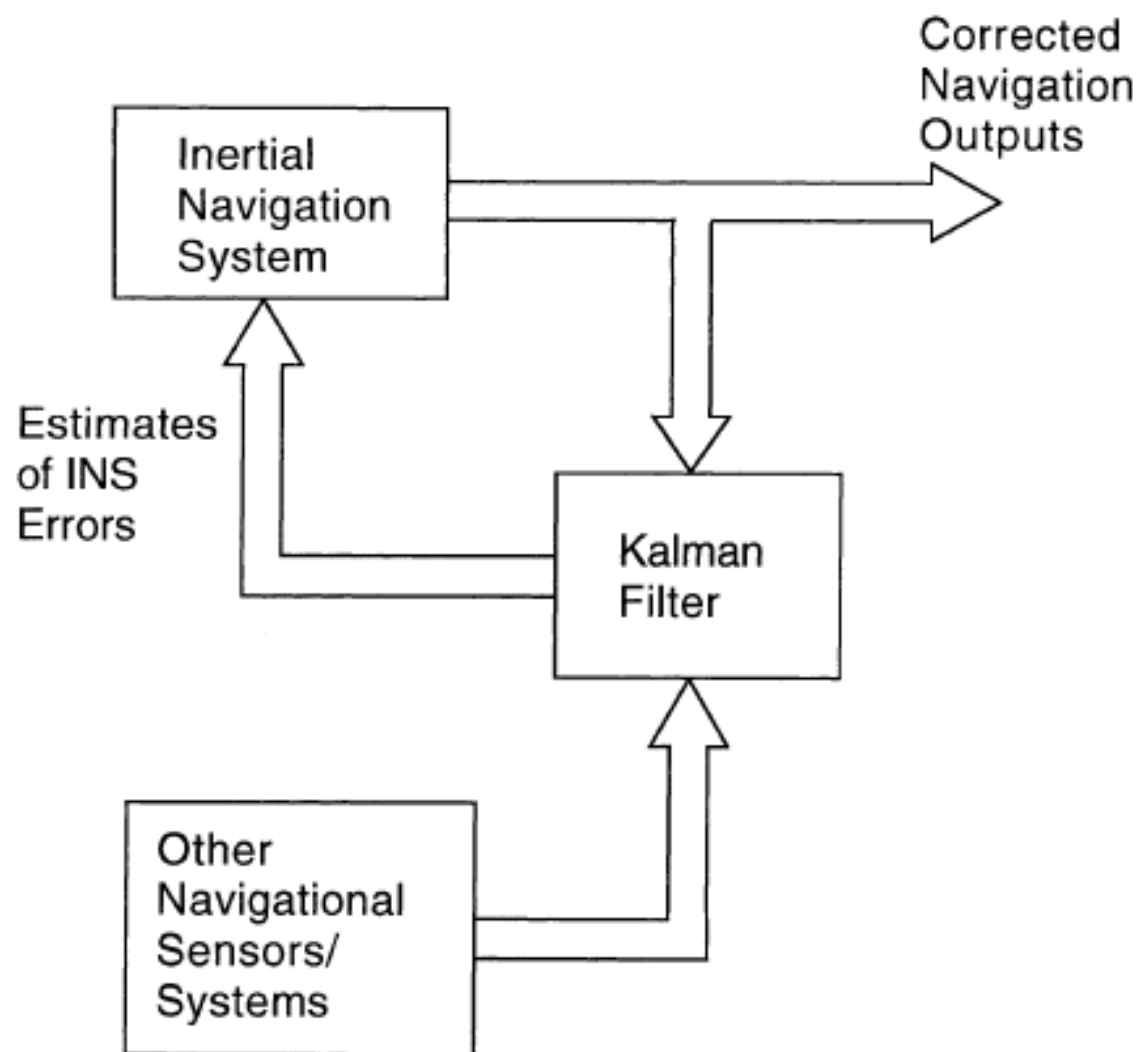 Corrected
Navigation
Outputs
Inertial
Navigation
System
Estimates
of INS
Errors
Kalman
Filter
Other
Navigational
Sensors/
Systems